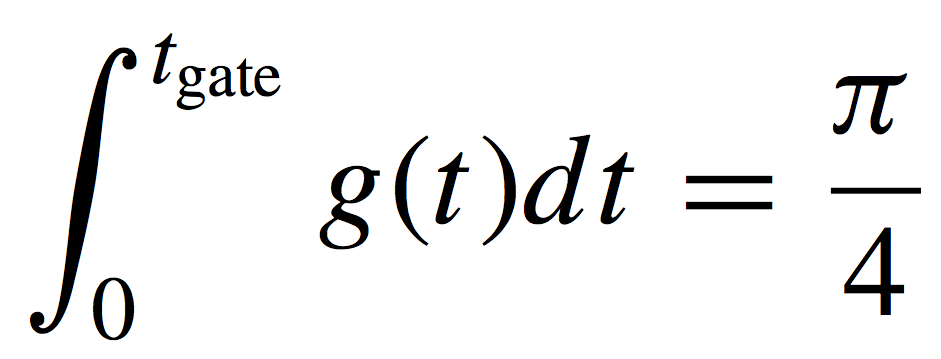 ∫₀^{t_gate} g(t)dt = π/4